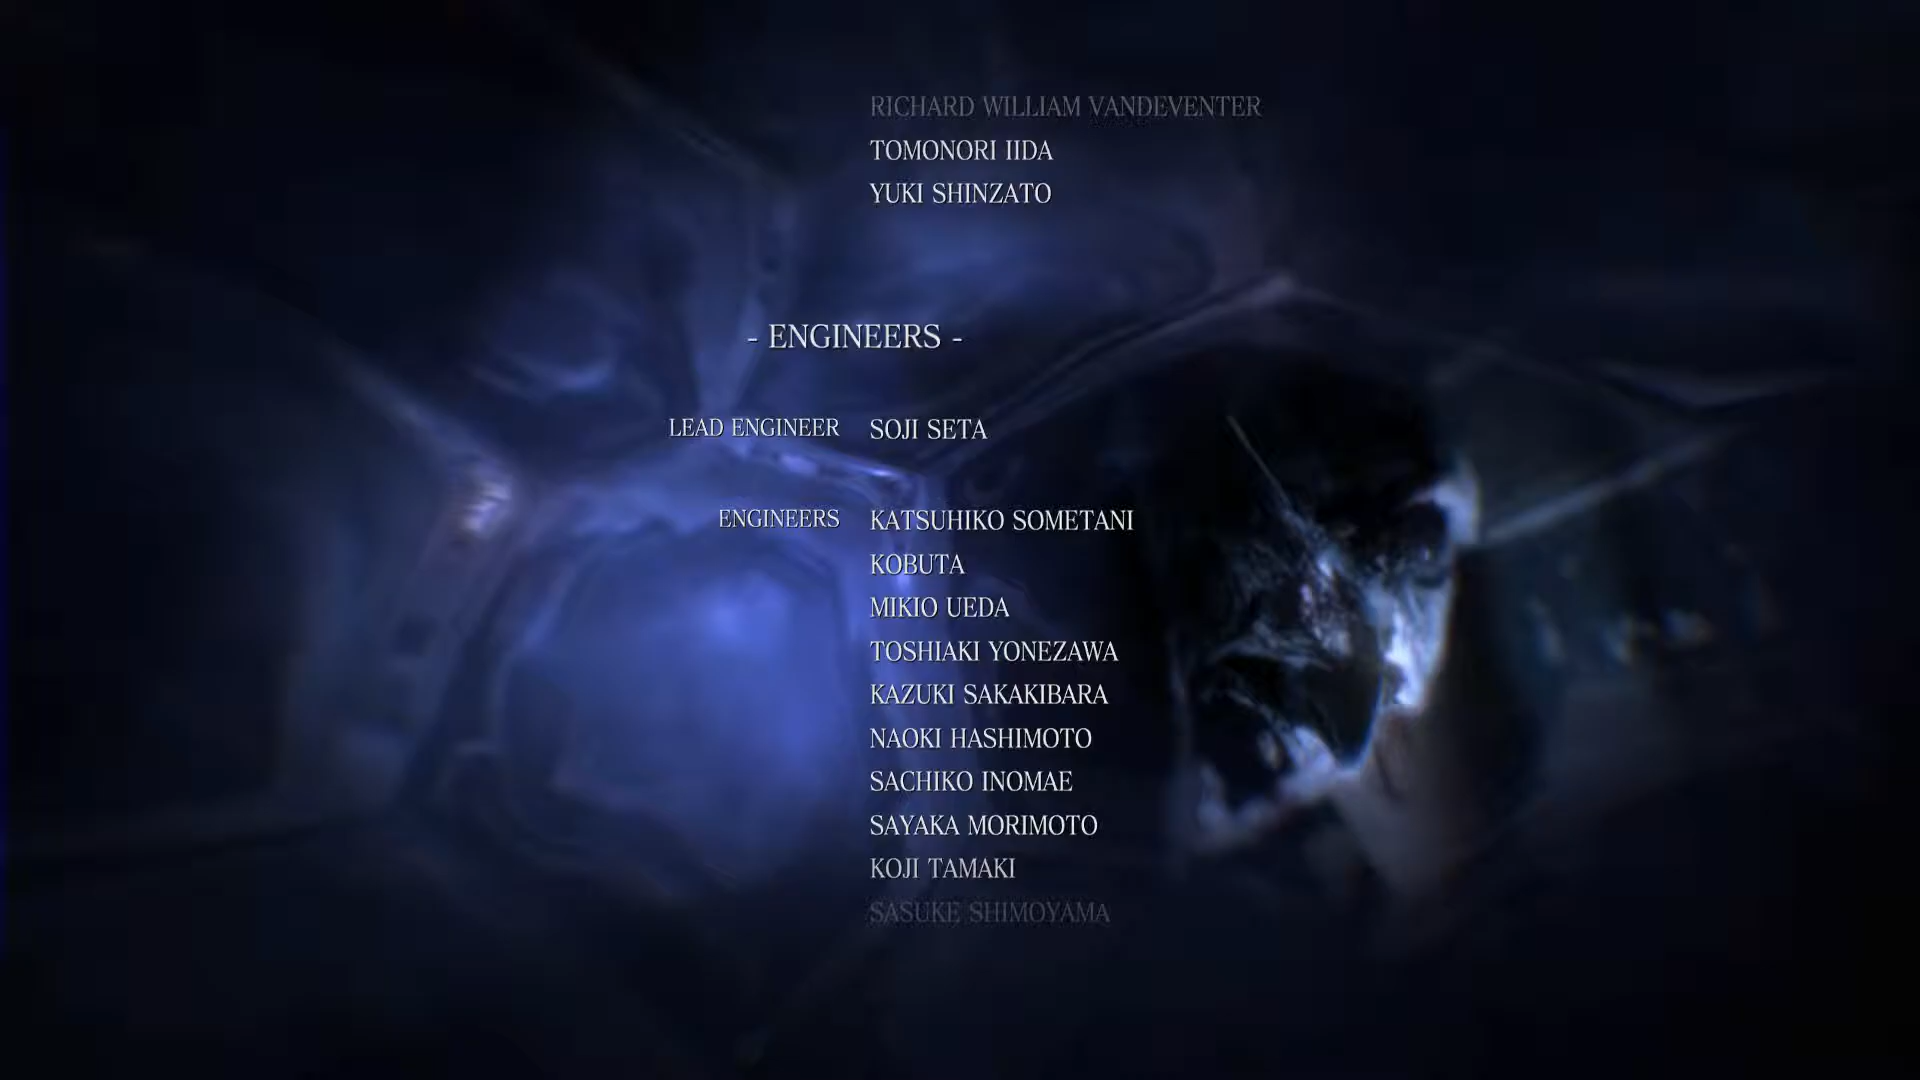 RICHARD WILLIAM VANDEVENTER
TOMONORI IIDA
YUKI SHINZATO
- ENGINEERS -
LEAD ENGINEER SOJI SETA
ENGINEERS KATSUHIKO SOMETANI
KOBUTA
MIKIO UEDA
TOSHIAKI YONEZAWA
KAZUKI SAKAKIBARA
NAOKI HASHIMOTO
SACHIKO INOMAE
SAYAKA MORIMOTO
KOJI TAMAKI
SASUKE SHIMOYAMA